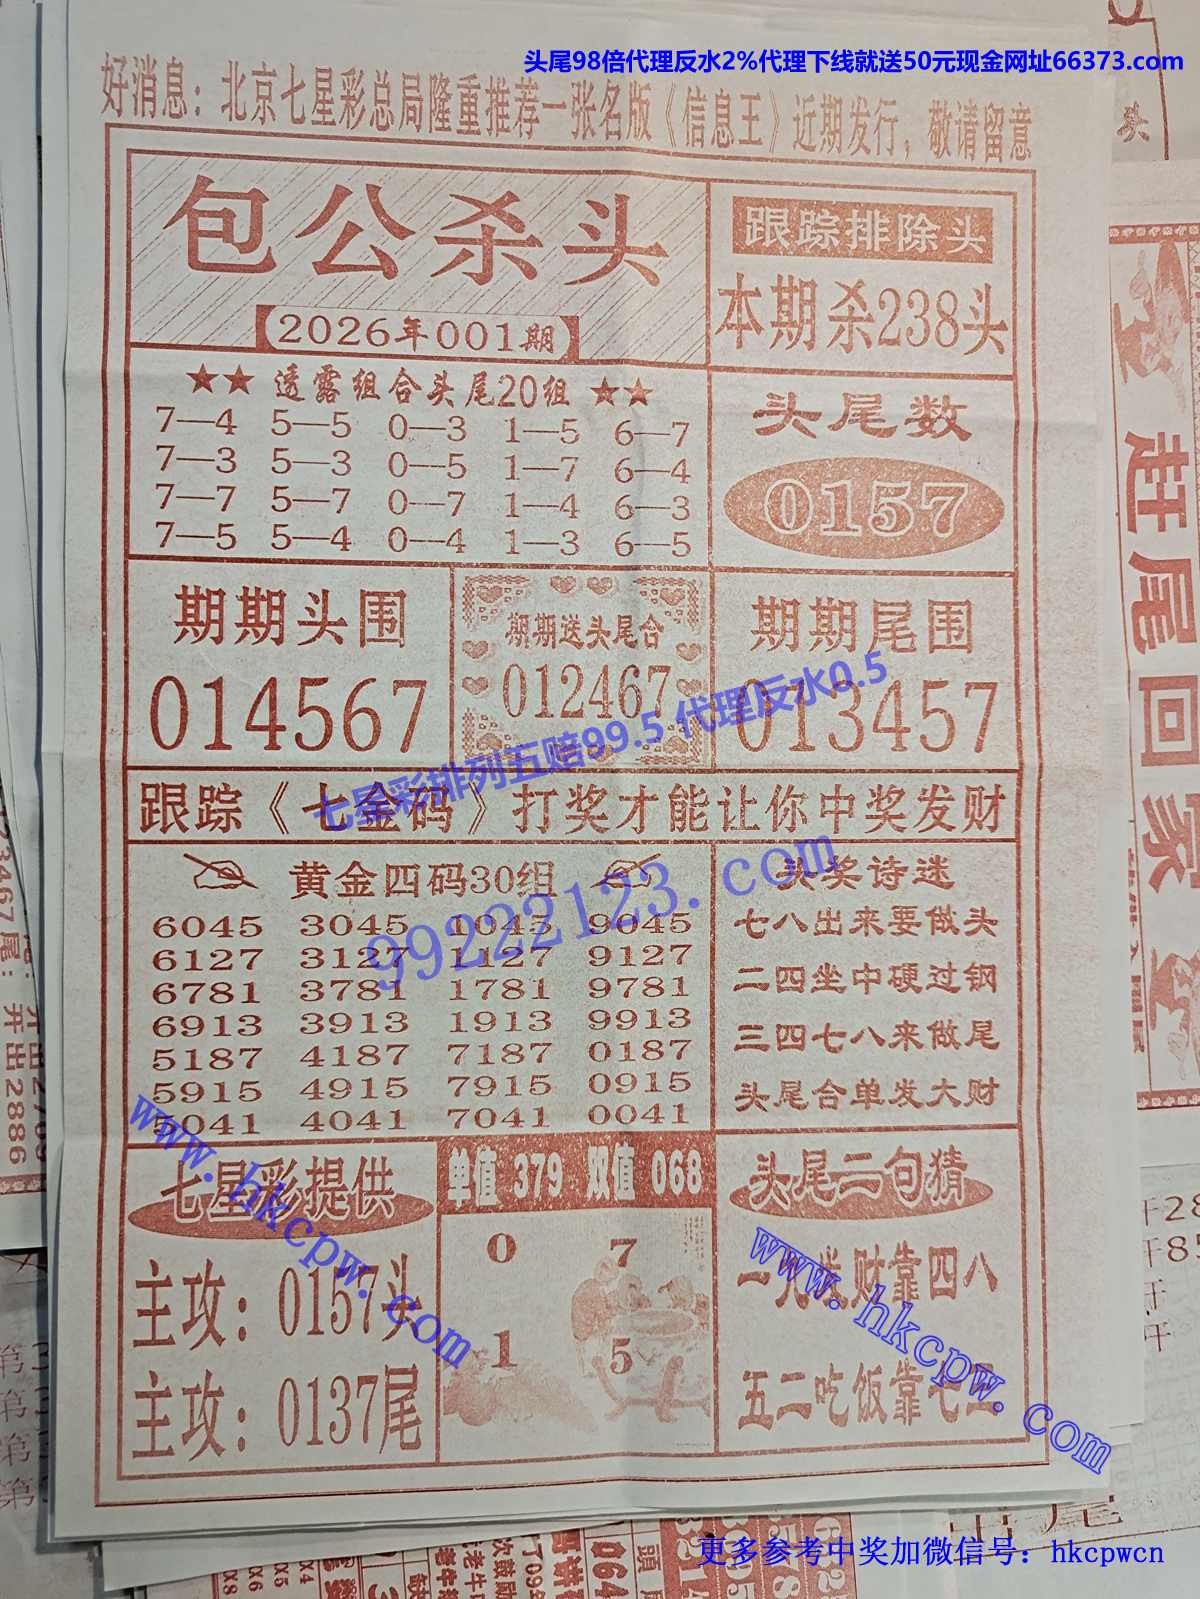 头尾98倍代理反水2%代理下线就送50元现金网址66373.com
好消息：北京七星彩总局隆重推荐一张名版《信息王》近期发行，敬请留意
包公杀头
【2026年001期】
跟踪排除头
本期杀238头
★★ 透露组合头尾20组 ★★
7—4 5—5 0—3 1—5 6—7
7—3 5—3 0—5 1—7 6—4
7—7 5—7 0—7 1—4 6—3
7—5 5—4 0—4 1—3 6—5
头尾数
0157
期期头围
014567
期期送头尾合
012467
期期尾围
013457
七星彩排列五赔99.5 代理反水0.5
跟踪《七金码》打奖才能让你中奖发财
99222123.com
黄金四码30组
6045 3045 1045 9045
6127 3127 1127 9127
6781 3781 1781 9781
6913 3913 1913 9913
5187 4187 7187 0187
5915 4915 7915 0915
5041 4041 7041 0041
头奖诗迷
七八出来要做头
二四坐中硬过钢
三四七八来做尾
头尾合单发大财
七星彩提供
主攻：0157头
主攻：0137尾
www.hkcpw.com
单值 379 双值 068
0 7
1 5
头尾二句猜
财靠四八
五二吃饭靠七
www.hkcpw.com
赶尾回家
更多参考中奖加微信号：hkcpwcn